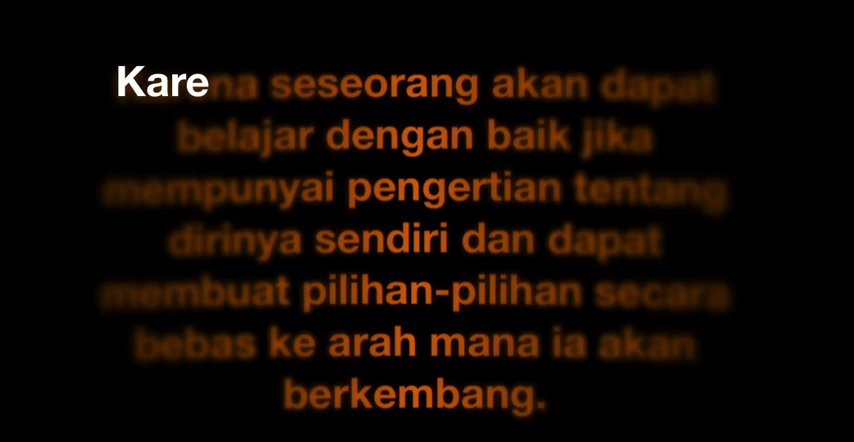 Karena seseorang akan dapat
belajar dengan baik jika
mempunyai pengertian tentang
dirinya sendiri dan dapat
membuat pilihan-pilihan secara
bebas ke arah mana ia akan
berkembang.